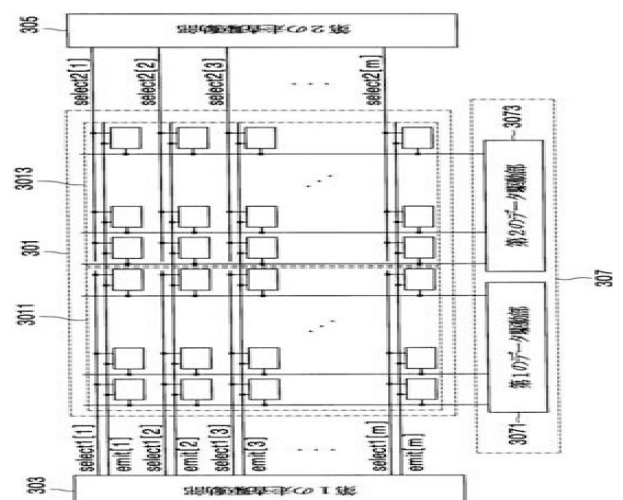 305
第2の走査駆動部
select2[1]
select2[2]
select2[3]
select2[m]
3013
301
3011
3073
第2のデータ駆動部
307
第1のデータ駆動部
3071
select1[1]
emit[1]
select1[2]
emit[2]
select1[3]
emit[3]
select1[m]
emit[m]
303
第1の走査駆動部